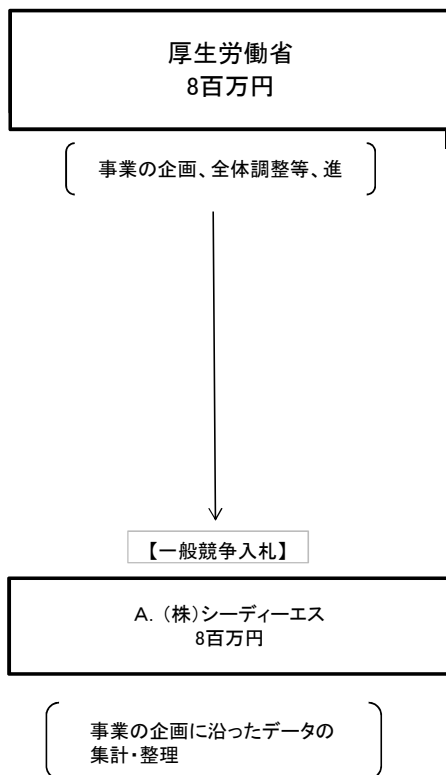 厚生労働省
8百万円
事業の企画、全体調整等、進
【一般競争入札】
A. (株)シーディーエス
8百万円
事業の企画に沿ったデータの
集計・整理